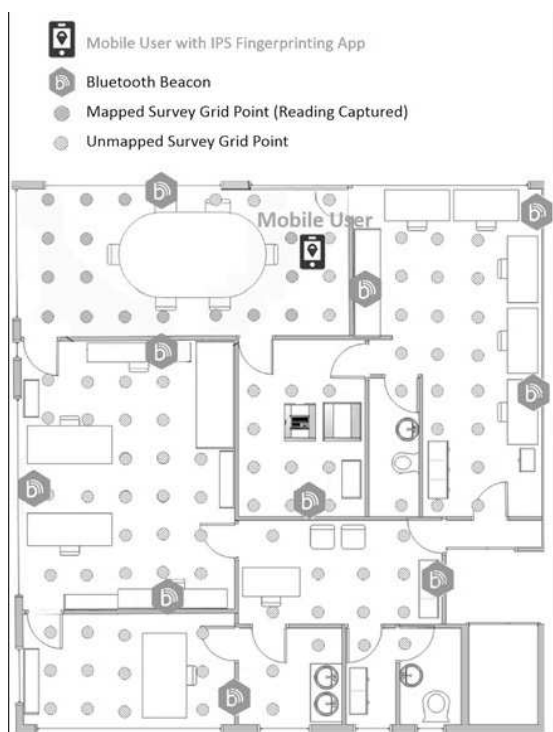 Mobile User with IPS Fingerprinting App
Bluetooth Beacon
Mapped Survey Grid Point (Reading Captured)
Unmapped Survey Grid Point
Mobile User